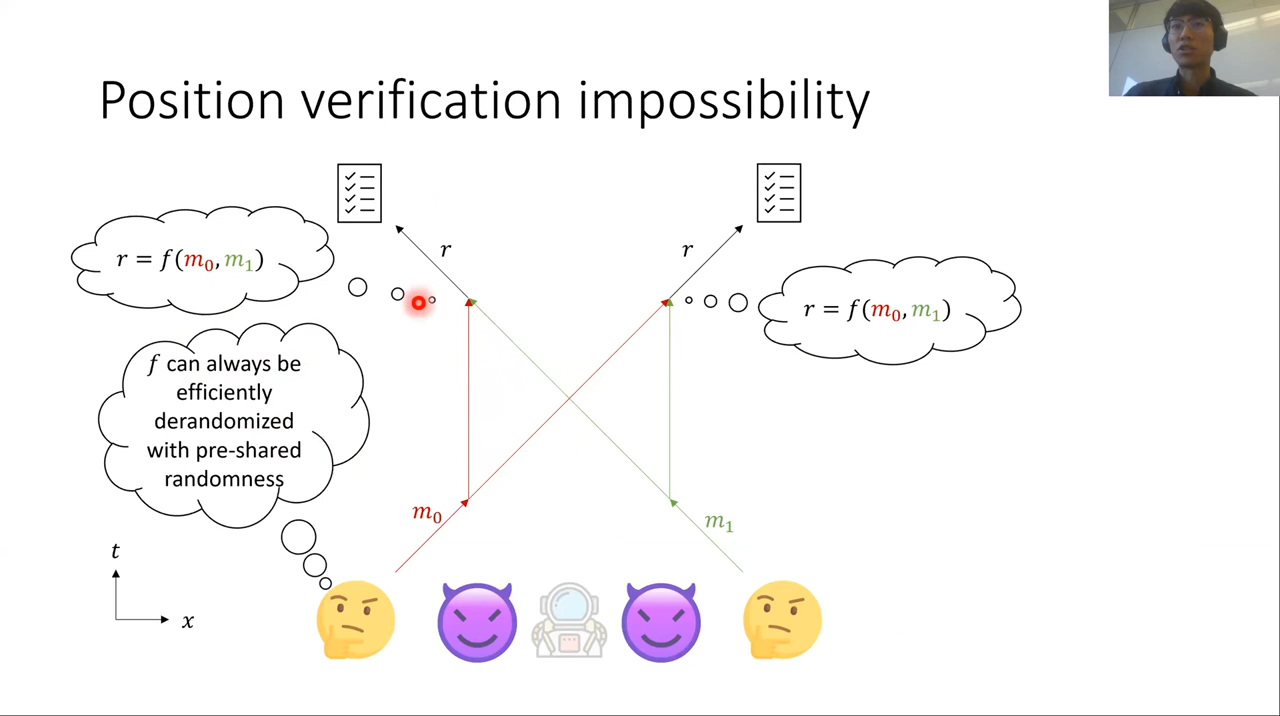 Position verification impossibility
r = f(m₀, m₁)
r
r
r = f(m₀, m₁)
f can always be
efficiently
derandomized
with pre-shared
randomness
m₀
m₁
t
x